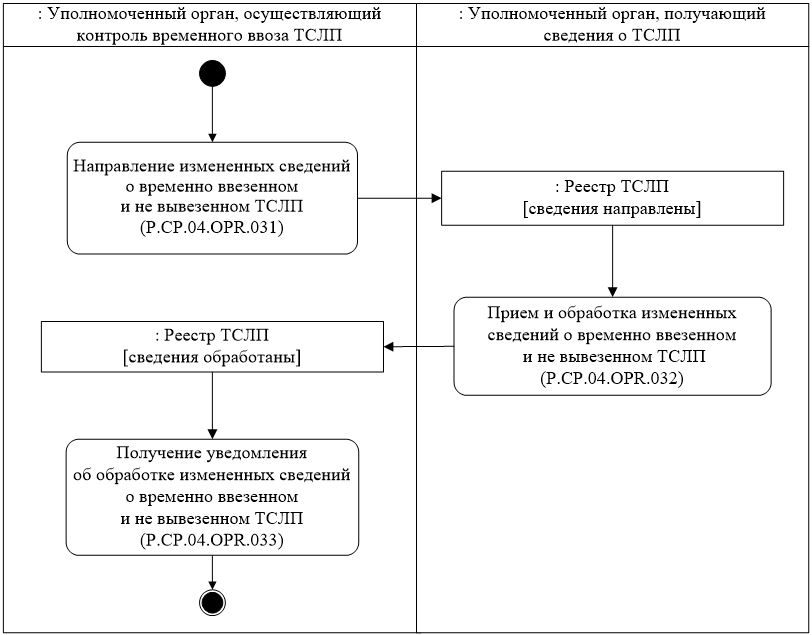 : Уполномоченный орган, осуществляющий
контроль временного ввоза ТСЛП
: Уполномоченный орган, получающий
сведения о ТСЛП
Направление измененных сведений
о временно ввезенном
и не вывезенном ТСЛП
(P.CP.04.OPR.031)
: Реестр ТСЛП
[сведения направлены]
Прием и обработка измененных
сведений о временно ввезенном
и не вывезенном ТСЛП
(P.CP.04.OPR.032)
: Реестр ТСЛП
[сведения обработаны]
Получение уведомления
об обработке измененных сведений
о временно ввезенном
и не вывезенном ТСЛП
(P.CP.04.OPR.033)